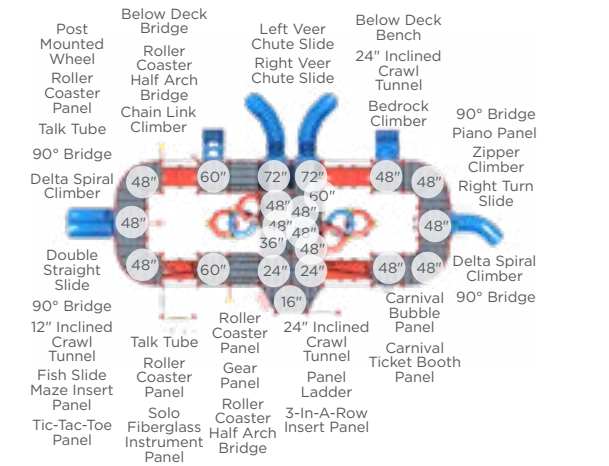 Post
Mounted
Wheel
Roller
Coaster
Panel
Talk Tube
90° Bridge
Delta Spiral
Climber
Below Deck
Bridge
Roller
Coaster
Half Arch
Bridge
Chain Link
Climber
Left Veer
Chute Slide
Right Veer
Chute Slide
Below Deck
Bench
24" Inclined
Crawl
Tunnel
Bedrock
Climber
90° Bridge
Piano Panel
Zipper
Climber
Right Turn
Slide
48"
60"
72"
72"
48"
48"
60"
48"
48"
48"
48"
48"
48"
36"
48"
48"
60"
24"
24"
48"
48"
16"
Double
Straight
Slide
90° Bridge
12" Inclined
Crawl
Tunnel
Fish Slide
Maze Insert
Panel
Tic-Tac-Toe
Panel
Talk Tube
Roller
Coaster
Panel
Solo
Fiberglass
Instrument
Panel
Roller
Coaster
Panel
Gear
Panel
Roller
Coaster
Half Arch
Bridge
24" Inclined
Crawl
Tunnel
Panel
Ladder
3-In-A-Row
Insert Panel
Carnival
Bubble
Panel
Carnival
Ticket Booth
Panel
Delta Spiral
Climber
90° Bridge